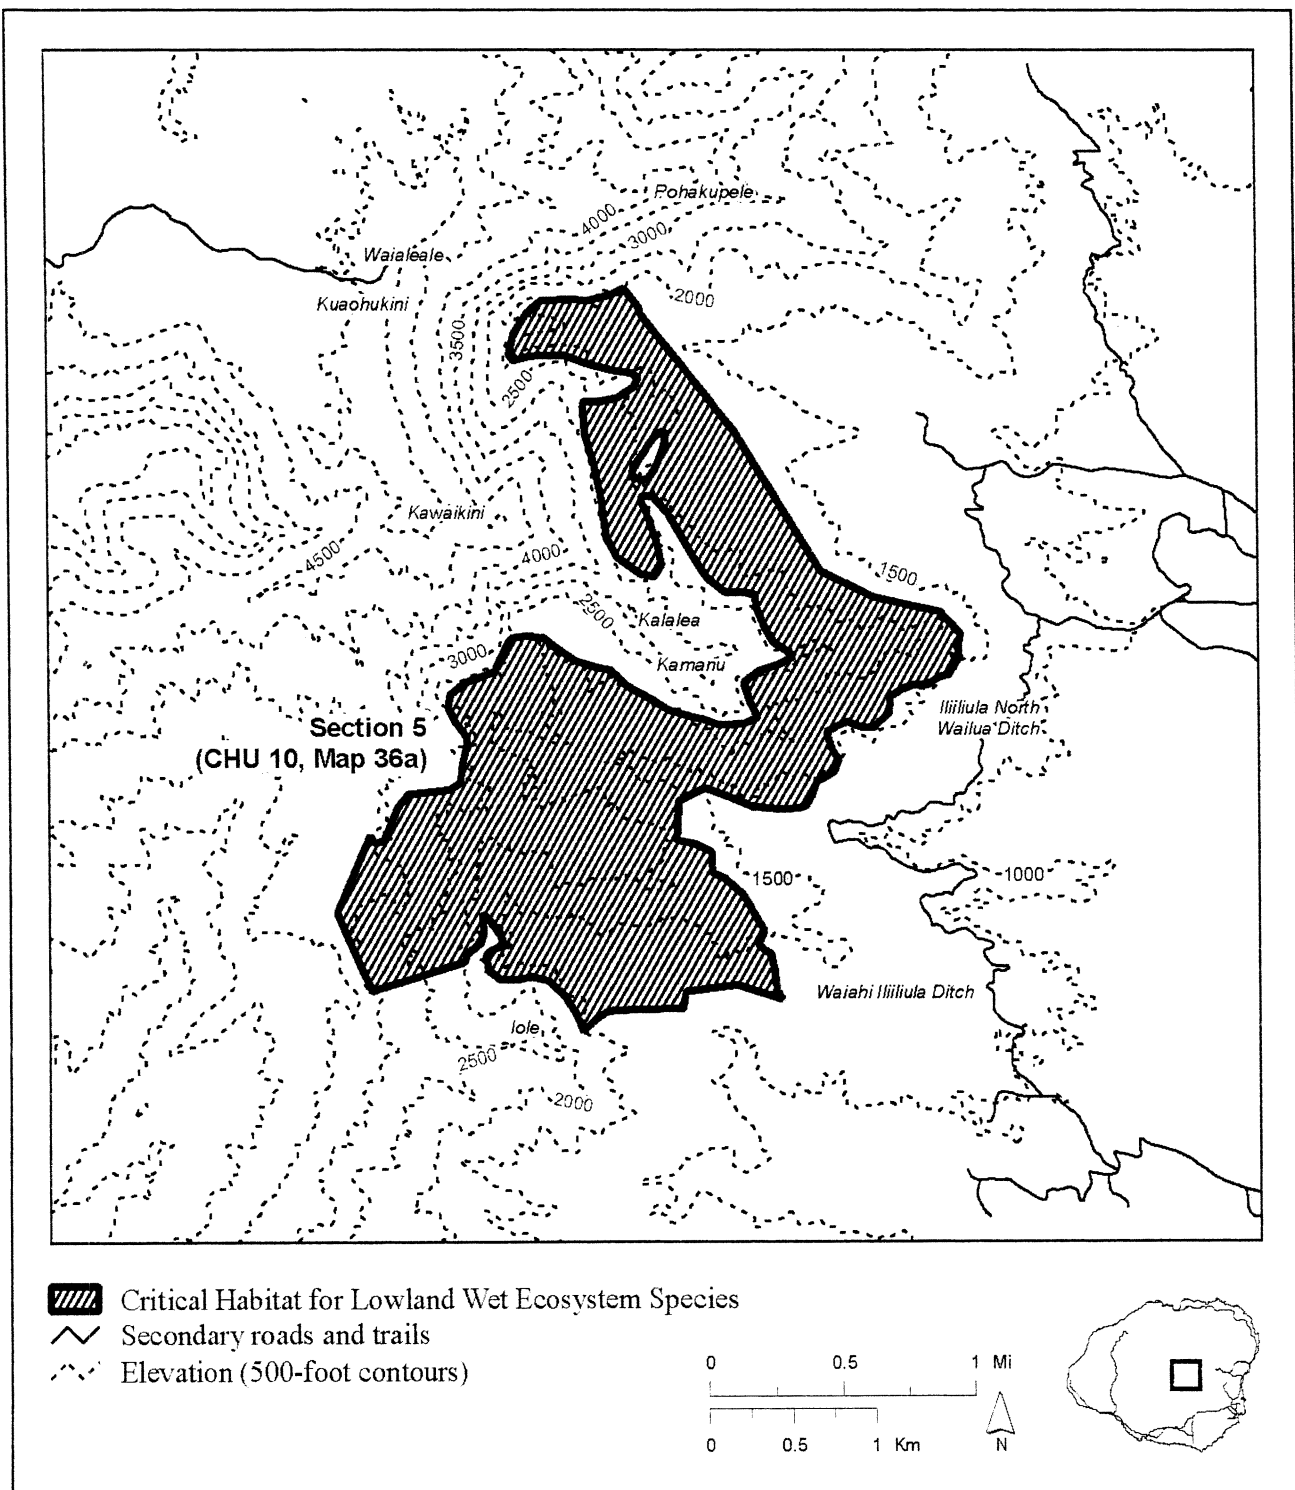 Pohakupele
4000
3000
Waialeale
Kuaohukini
2000
3500
2500
Kawaikini
4500
4000
1500
2500
Kalalea
3000
Kamanu
Section 5
(CHU 10, Map 36a)
Iliiliula North
Wailua Ditch
1500
1000
Waiahi Iliiliula Ditch
Iole
2500
2000
Critical Habitat for Lowland Wet Ecosystem Species
Secondary roads and trails
Elevation (500-foot contours)
0 0.5 1 Mi
0 0.5 1 Km
N